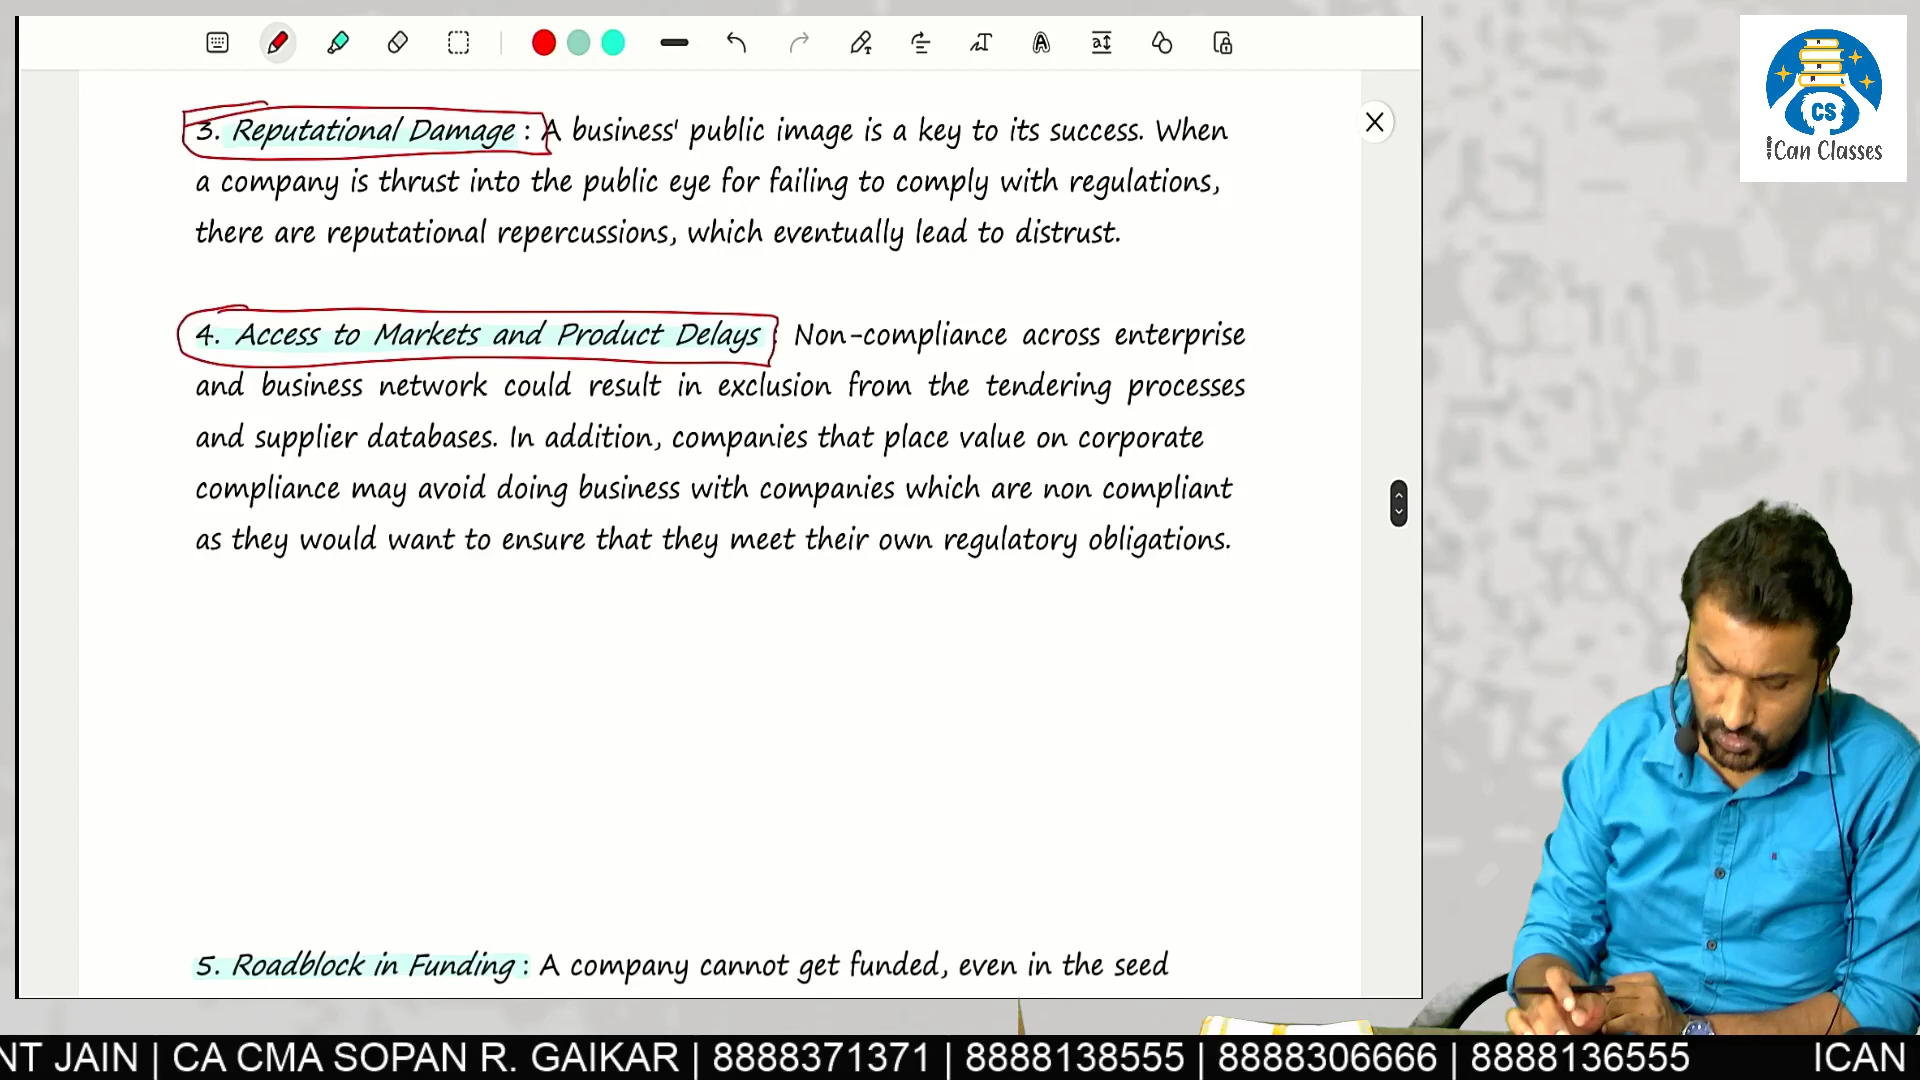 3. Reputational Damage : A business' public image is a key to its success. When
a company is thrust into the public eye for failing to comply with regulations,
there are reputational repercussions, which eventually lead to distrust.
4. Access to Markets and Product Delays : Non-compliance across enterprise
and business network could result in exclusion from the tendering processes
and supplier databases. In addition, companies that place value on corporate
compliance may avoid doing business with companies which are non compliant
as they would want to ensure that they meet their own regulatory obligations.
5. Roadblock in Funding : A company cannot get funded, even in the seed
CS
iCan Classes
NT JAIN | CA CMA SOPAN R. GAIKAR | 8888371371 | 8888138555 | 8888306666 | 8888136555 ICAN